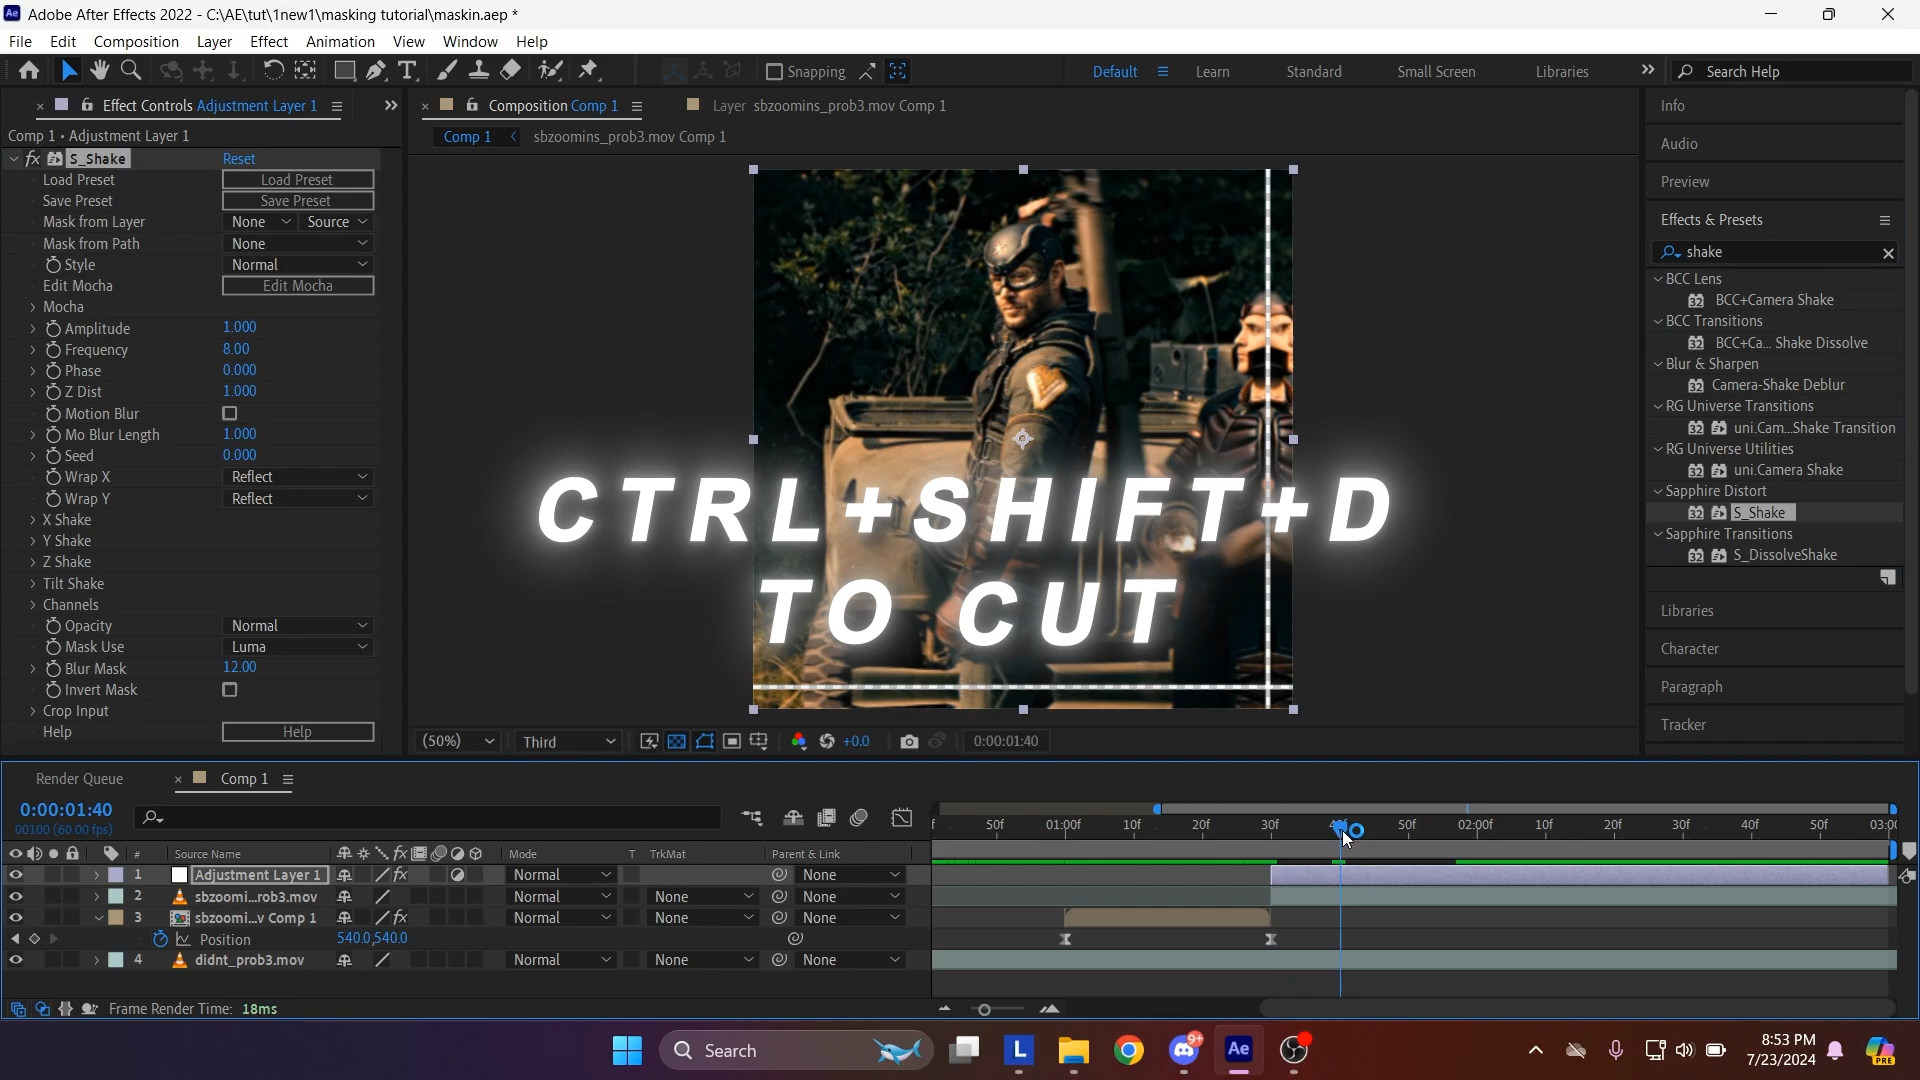 Adobe After Effects 2022 - C:\AE\tut\1new1\masking tutorial\maskin.aep *
File Edit Composition Layer Effect Animation View Window Help
Snapping Default Learn Standard Small Screen Libraries Search Help
Effect Controls Adjustment Layer 1
Composition Comp 1
Layer sbzoomins_prob3.mov Comp 1
Comp 1 • Adjustment Layer 1
Comp 1 sbzoomins_prob3.mov Comp 1
fx S_Shake Reset
Load Preset Load Preset
Save Preset Save Preset
Mask from Layer None Source
Mask from Path None
Style Normal
Edit Mocha Edit Mocha
Mocha
Amplitude 1.000
Frequency 8.00
Phase 0.000
Z Dist 1.000
Motion Blur
Mo Blur Length 1.000
Seed 0.000
Wrap X Reflect
Wrap Y Reflect
X Shake
Y Shake
Z Shake
Tilt Shake
Channels
Opacity Normal
Mask Use Luma
Blur Mask 12.00
Invert Mask
Crop Input
Help Help
CTRL+SHIFT+D
TO CUT
(50%) Third +0.0 0:00:01:40
Info
Audio
Preview
Effects & Presets
shake
BCC Lens
BCC+Camera Shake
BCC Transitions
BCC+Ca... Shake Dissolve
Blur & Sharpen
Camera-Shake Deblur
RG Universe Transitions
uni.Cam...Shake Transition
RG Universe Utilities
uni.Camera Shake
Sapphire Distort
S_Shake
Sapphire Transitions
S_DissolveShake
Libraries
Character
Paragraph
Tracker
Render Queue Comp 1
0:00:01:40
00100 (60.00 fps)
f 50f 01:00f 10f 20f 30f 50f 02:00f 10f 20f 30f 40f 50f 03:00
# Source Name Mode T TrkMat Parent & Link
1 Adjustment Layer 1 Normal None
2 sbzoomi...rob3.mov Normal None None
3 sbzoomi...v Comp 1 Normal None None
Position 540.0,540.0
4 didnt_prob3.mov Normal None None
Frame Render Time: 18ms
Search L 9+ Ae
8:53 PM
7/23/2024
PRE